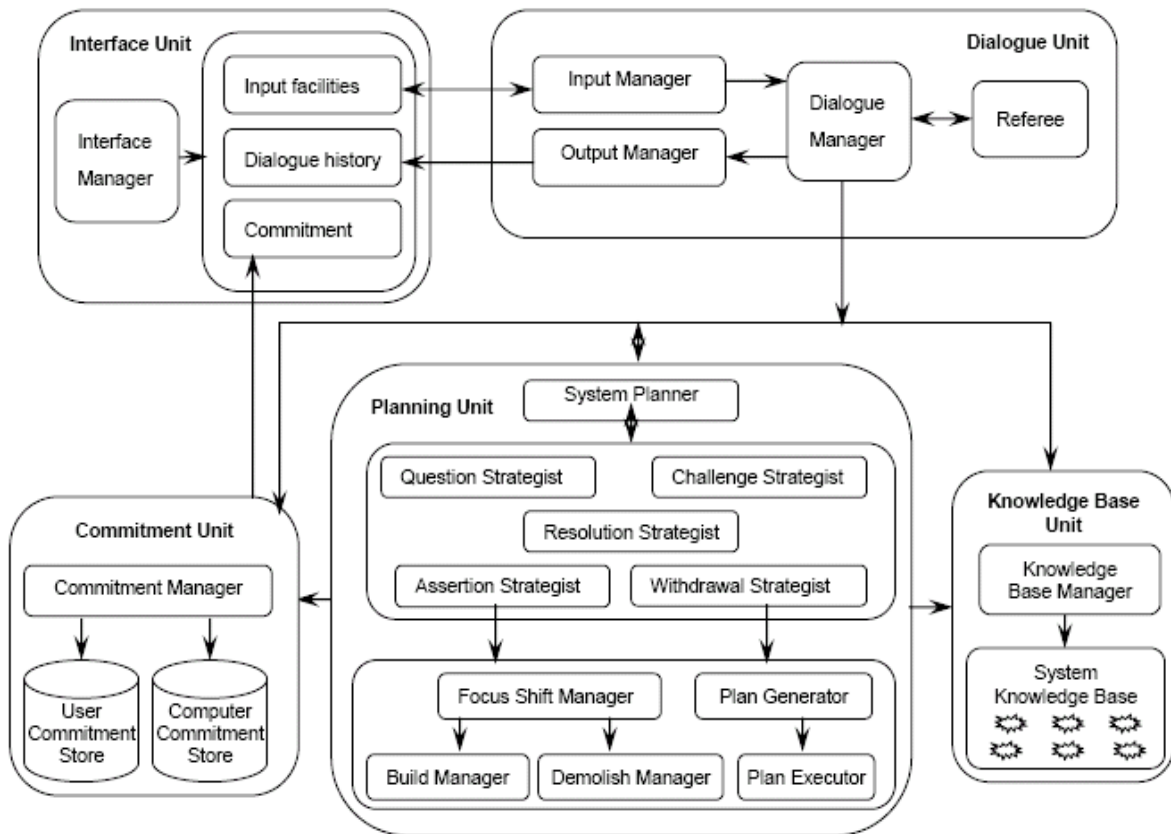 Interface Unit
Input facilities
Interface
Manager
Dialogue history
Commitment
Dialogue Unit
Input Manager
Output Manager
Dialogue
Manager
Referee
Planning Unit
System Planner
Question Strategist
Challenge Strategist
Resolution Strategist
Assertion Strategist
Withdrawal Strategist
Focus Shift Manager
Plan Generator
Build Manager
Demolish Manager
Plan Executor
Commitment Unit
Commitment Manager
User
Commitment
Store
Computer
Commitment
Store
Knowledge Base
Unit
Knowledge
Base Manager
System
Knowledge Base